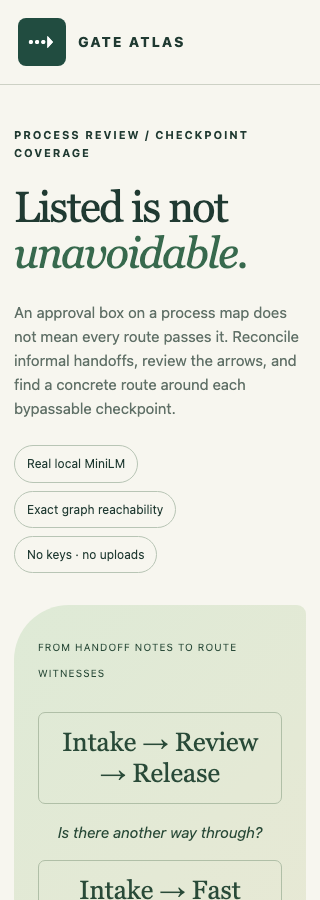 GATE ATLAS
PROCESS REVIEW / CHECKPOINT
COVERAGE
Listed is not
unavoidable.
An approval box on a process map does
not mean every route passes it. Reconcile
informal handoffs, review the arrows, and
find a concrete route around each
bypassable checkpoint.
Real local MiniLM
Exact graph reachability
No keys · no uploads
FROM HANDOFF NOTES TO ROUTE
WITNESSES
Intake → Review
→ Release
Is there another way through?
Intake → Fast